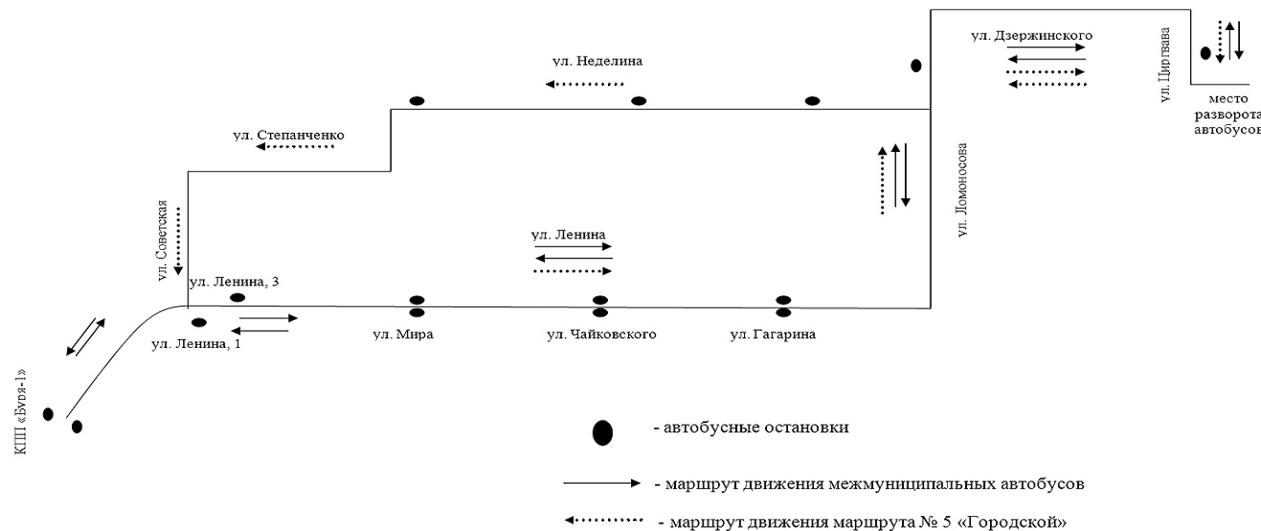 ул. Дзержинского
ул. Циргвава
ул. Неделина
место
разворота
автобусов
ул. Степанченко
ул. Ломоносова
ул. Советская
ул. Ленина
ул. Ленина, 3
ул. Ленина, 1
ул. Мира
ул. Чайковского
ул. Гагарина
КПП «Буря-1»
- автобусные остановки
- маршрут движения межмуниципальных автобусов
- маршрут движения маршрута № 5 «Городской»